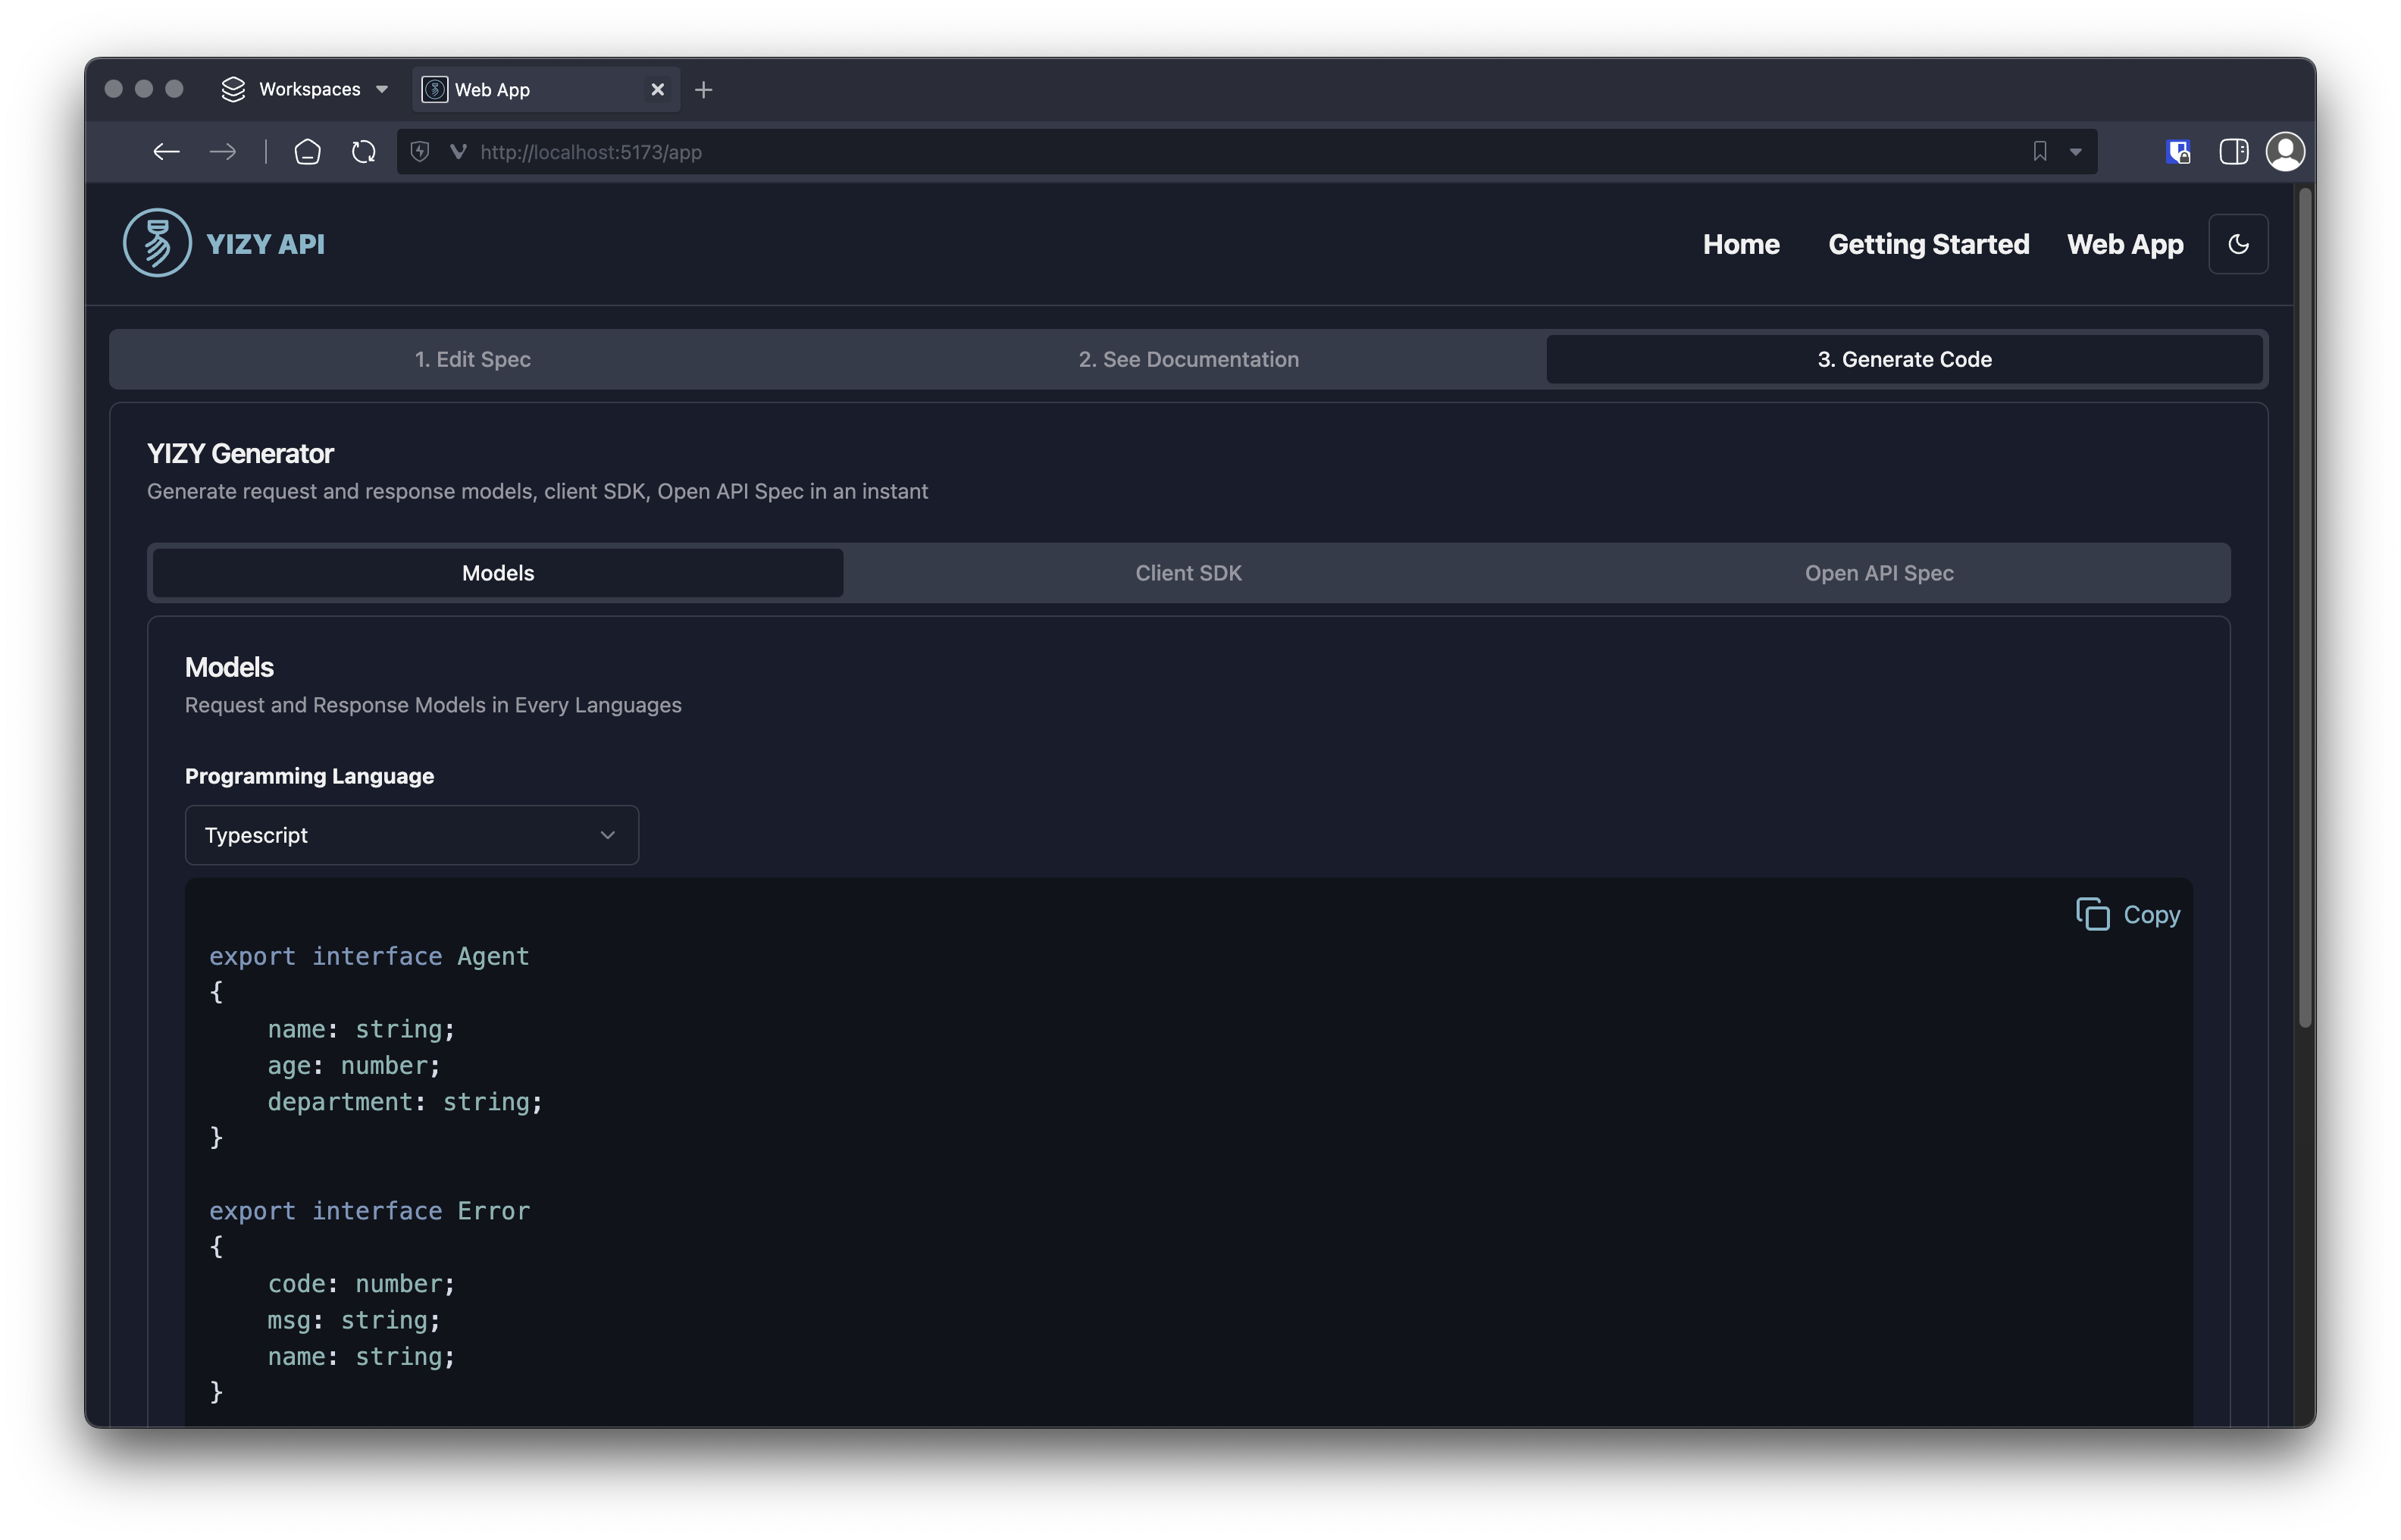 Workspaces
Web App
http://localhost:5173/app
YIZY API
Home
Getting Started
Web App
1. Edit Spec
2. See Documentation
3. Generate Code
YIZY Generator
Generate request and response models, client SDK, Open API Spec in an instant
Models
Client SDK
Open API Spec
Models
Request and Response Models in Every Languages
Programming Language
Typescript
Copy
export interface Agent
{
    name: string;
    age: number;
    department: string;
}
export interface Error
{
    code: number;
    msg: string;
    name: string;
}